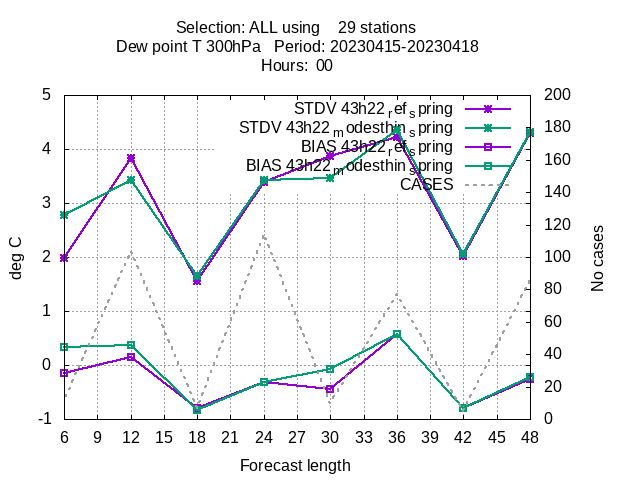 Selection: ALL using    29 stations
Dew point T 300hPa   Period: 20230415-20230418
Hours:  00
STDV 43h22_ref_spring
STDV 43h22_modesthin_spring
BIAS 43h22_ref_spring
BIAS 43h22_modesthin_spring
CASES
deg C
5
4
3
2
1
0
-1
200
180
160
140
120
100
80
60
40
20
0
No cases
6 9 12 15 18 21 24 27 30 33 36 39 42 45 48
Forecast length